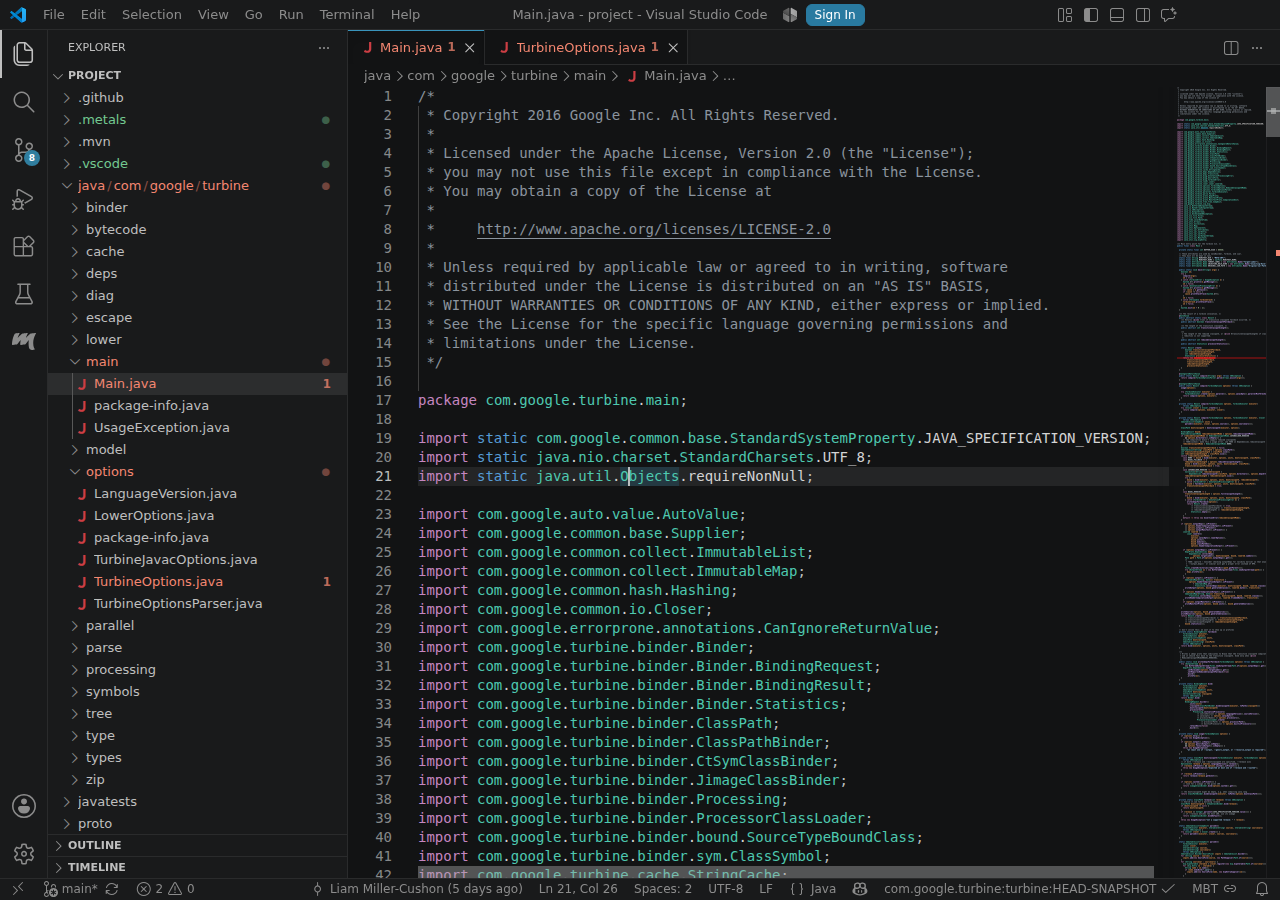 File Edit Selection View Go Run Terminal Help
Main.java - project - Visual Studio Code
Sign In
EXPLORER
PROJECT
.github
.metals
.mvn
.vscode
java/com/google/turbine
binder
bytecode
cache
deps
diag
escape
lower
main
Main.java 1
package-info.java
UsageException.java
model
options
LanguageVersion.java
LowerOptions.java
package-info.java
TurbineJavacOptions.java
TurbineOptions.java 1
TurbineOptionsParser.java
parallel
parse
processing
symbols
tree
type
types
zip
javatests
proto
OUTLINE
TIMELINE
8
Main.java 1
TurbineOptions.java 1
java > com > google > turbine > main > Main.java > ...
1 /*
2  * Copyright 2016 Google Inc. All Rights Reserved.
3  *
4  * Licensed under the Apache License, Version 2.0 (the "License");
5  * you may not use this file except in compliance with the License.
6  * You may obtain a copy of the License at
7  *
8  *     http://www.apache.org/licenses/LICENSE-2.0
9  *
10  * Unless required by applicable law or agreed to in writing, software
11  * distributed under the License is distributed on an "AS IS" BASIS,
12  * WITHOUT WARRANTIES OR CONDITIONS OF ANY KIND, either express or implied.
13  * See the License for the specific language governing permissions and
14  * limitations under the License.
15  */
16
17 package com.google.turbine.main;
18
19 import static com.google.common.base.StandardSystemProperty.JAVA_SPECIFICATION_VERSION;
20 import static java.nio.charset.StandardCharsets.UTF_8;
21 import static java.util.Objects.requireNonNull;
22
23 import com.google.auto.value.AutoValue;
24 import com.google.common.base.Supplier;
25 import com.google.common.collect.ImmutableList;
26 import com.google.common.collect.ImmutableMap;
27 import com.google.common.hash.Hashing;
28 import com.google.common.io.Closer;
29 import com.google.errorprone.annotations.CanIgnoreReturnValue;
30 import com.google.turbine.binder.Binder;
31 import com.google.turbine.binder.Binder.BindingRequest;
32 import com.google.turbine.binder.Binder.BindingResult;
33 import com.google.turbine.binder.Binder.Statistics;
34 import com.google.turbine.binder.ClassPath;
35 import com.google.turbine.binder.ClassPathBinder;
36 import com.google.turbine.binder.CtSymClassBinder;
37 import com.google.turbine.binder.JimageClassBinder;
38 import com.google.turbine.binder.Processing;
39 import com.google.turbine.binder.ProcessorClassLoader;
40 import com.google.turbine.binder.bound.SourceTypeBoundClass;
41 import com.google.turbine.binder.sym.ClassSymbol;
42 import com.google.turbine.cache.StringCache;
main* 2 0 Liam Miller-Cushon (5 days ago) Ln 21, Col 26 Spaces: 2 UTF-8 LF { } Java com.google.turbine:turbine:HEAD-SNAPSHOT MBT